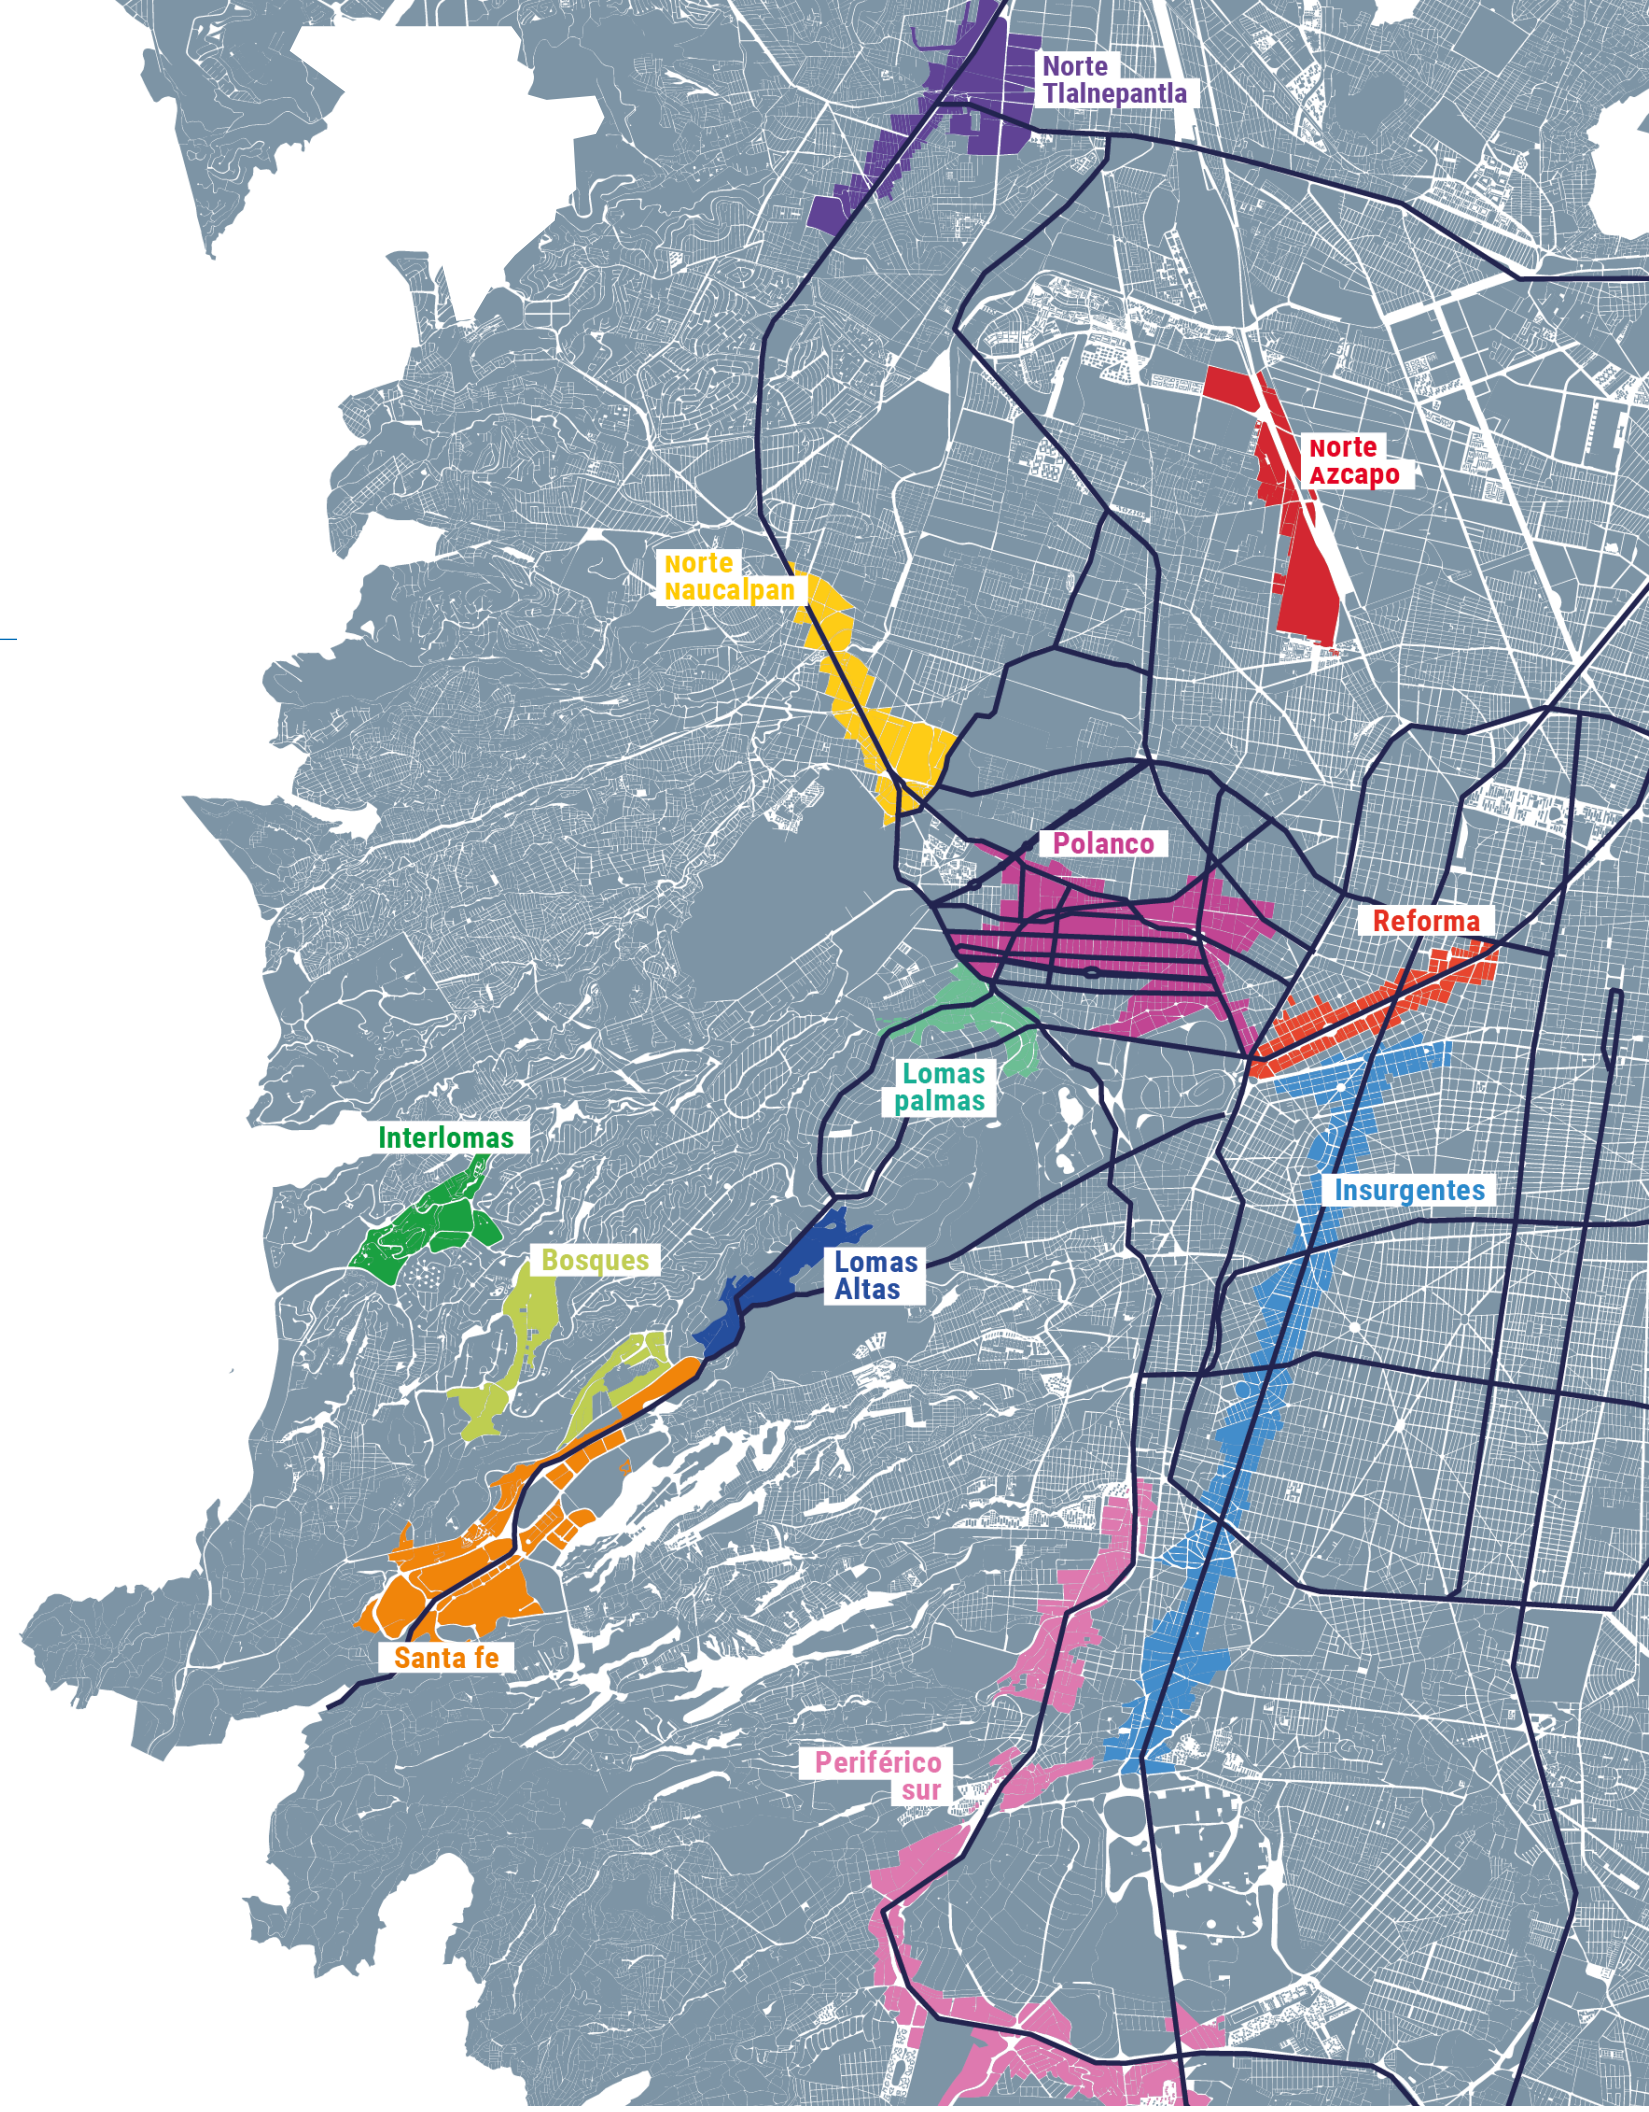 Norte
Tlalnepantla
Norte
Azcapo
Norte
Naucalpan
Polanco
Reforma
Lomas
palmas
Interlomas
Insurgentes
Bosques
Lomas
Altas
Santa fe
Periférico
sur